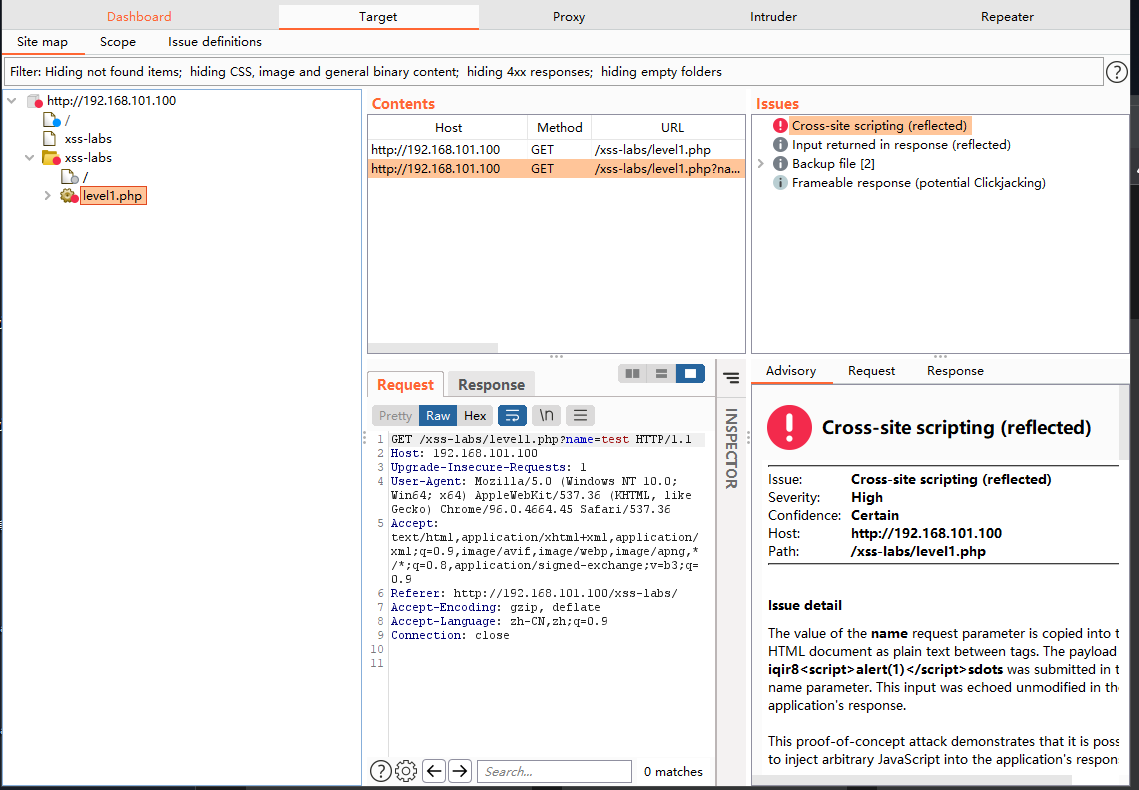 Dashboard
Target
Proxy
Intruder
Repeater
Site map
Scope
Issue definitions
Filter: Hiding not found items; hiding CSS, image and general binary content; hiding 4xx responses; hiding empty folders
?
http://192.168.101.100
/
xss-labs
xss-labs
/
level1.php
Contents
Host
Method
URL
http://192.168.101.100 GET /xss-labs/level1.php
http://192.168.101.100 GET /xss-labs/level1.php?na...
Issues
Cross-site scripting (reflected)
Input returned in response (reflected)
Backup file [2]
Frameable response (potential Clickjacking)
Request
Response
Pretty
Raw
Hex
\n
1 GET /xss-labs/level1.php?name=test HTTP/1.1
2 Host: 192.168.101.100
3 Upgrade-Insecure-Requests: 1
4 User-Agent: Mozilla/5.0 (Windows NT 10.0;
Win64; x64) AppleWebKit/537.36 (KHTML, like
Gecko) Chrome/96.0.4664.45 Safari/537.36
5 Accept:
text/html,application/xhtml+xml,application/
xml;q=0.9,image/avif,image/webp,image/apng,*
/*;q=0.8,application/signed-exchange;v=b3;q=
0.9
6 Referer: http://192.168.101.100/xss-labs/
7 Accept-Encoding: gzip, deflate
8 Accept-Language: zh-CN,zh;q=0.9
9 Connection: close
10
11
?
Search...
0 matches
INSPECTOR
Advisory
Request
Response
Cross-site scripting (reflected)
Issue: Cross-site scripting (reflected)
Severity: High
Confidence: Certain
Host: http://192.168.101.100
Path: /xss-labs/level1.php
Issue detail
The value of the name request parameter is copied into t
HTML document as plain text between tags. The payload
iqir8<script>alert(1)</script>sdots was submitted in t
name parameter. This input was echoed unmodified in the
application's response.
This proof-of-concept attack demonstrates that it is poss
to inject arbitrary JavaScript into the application's respon